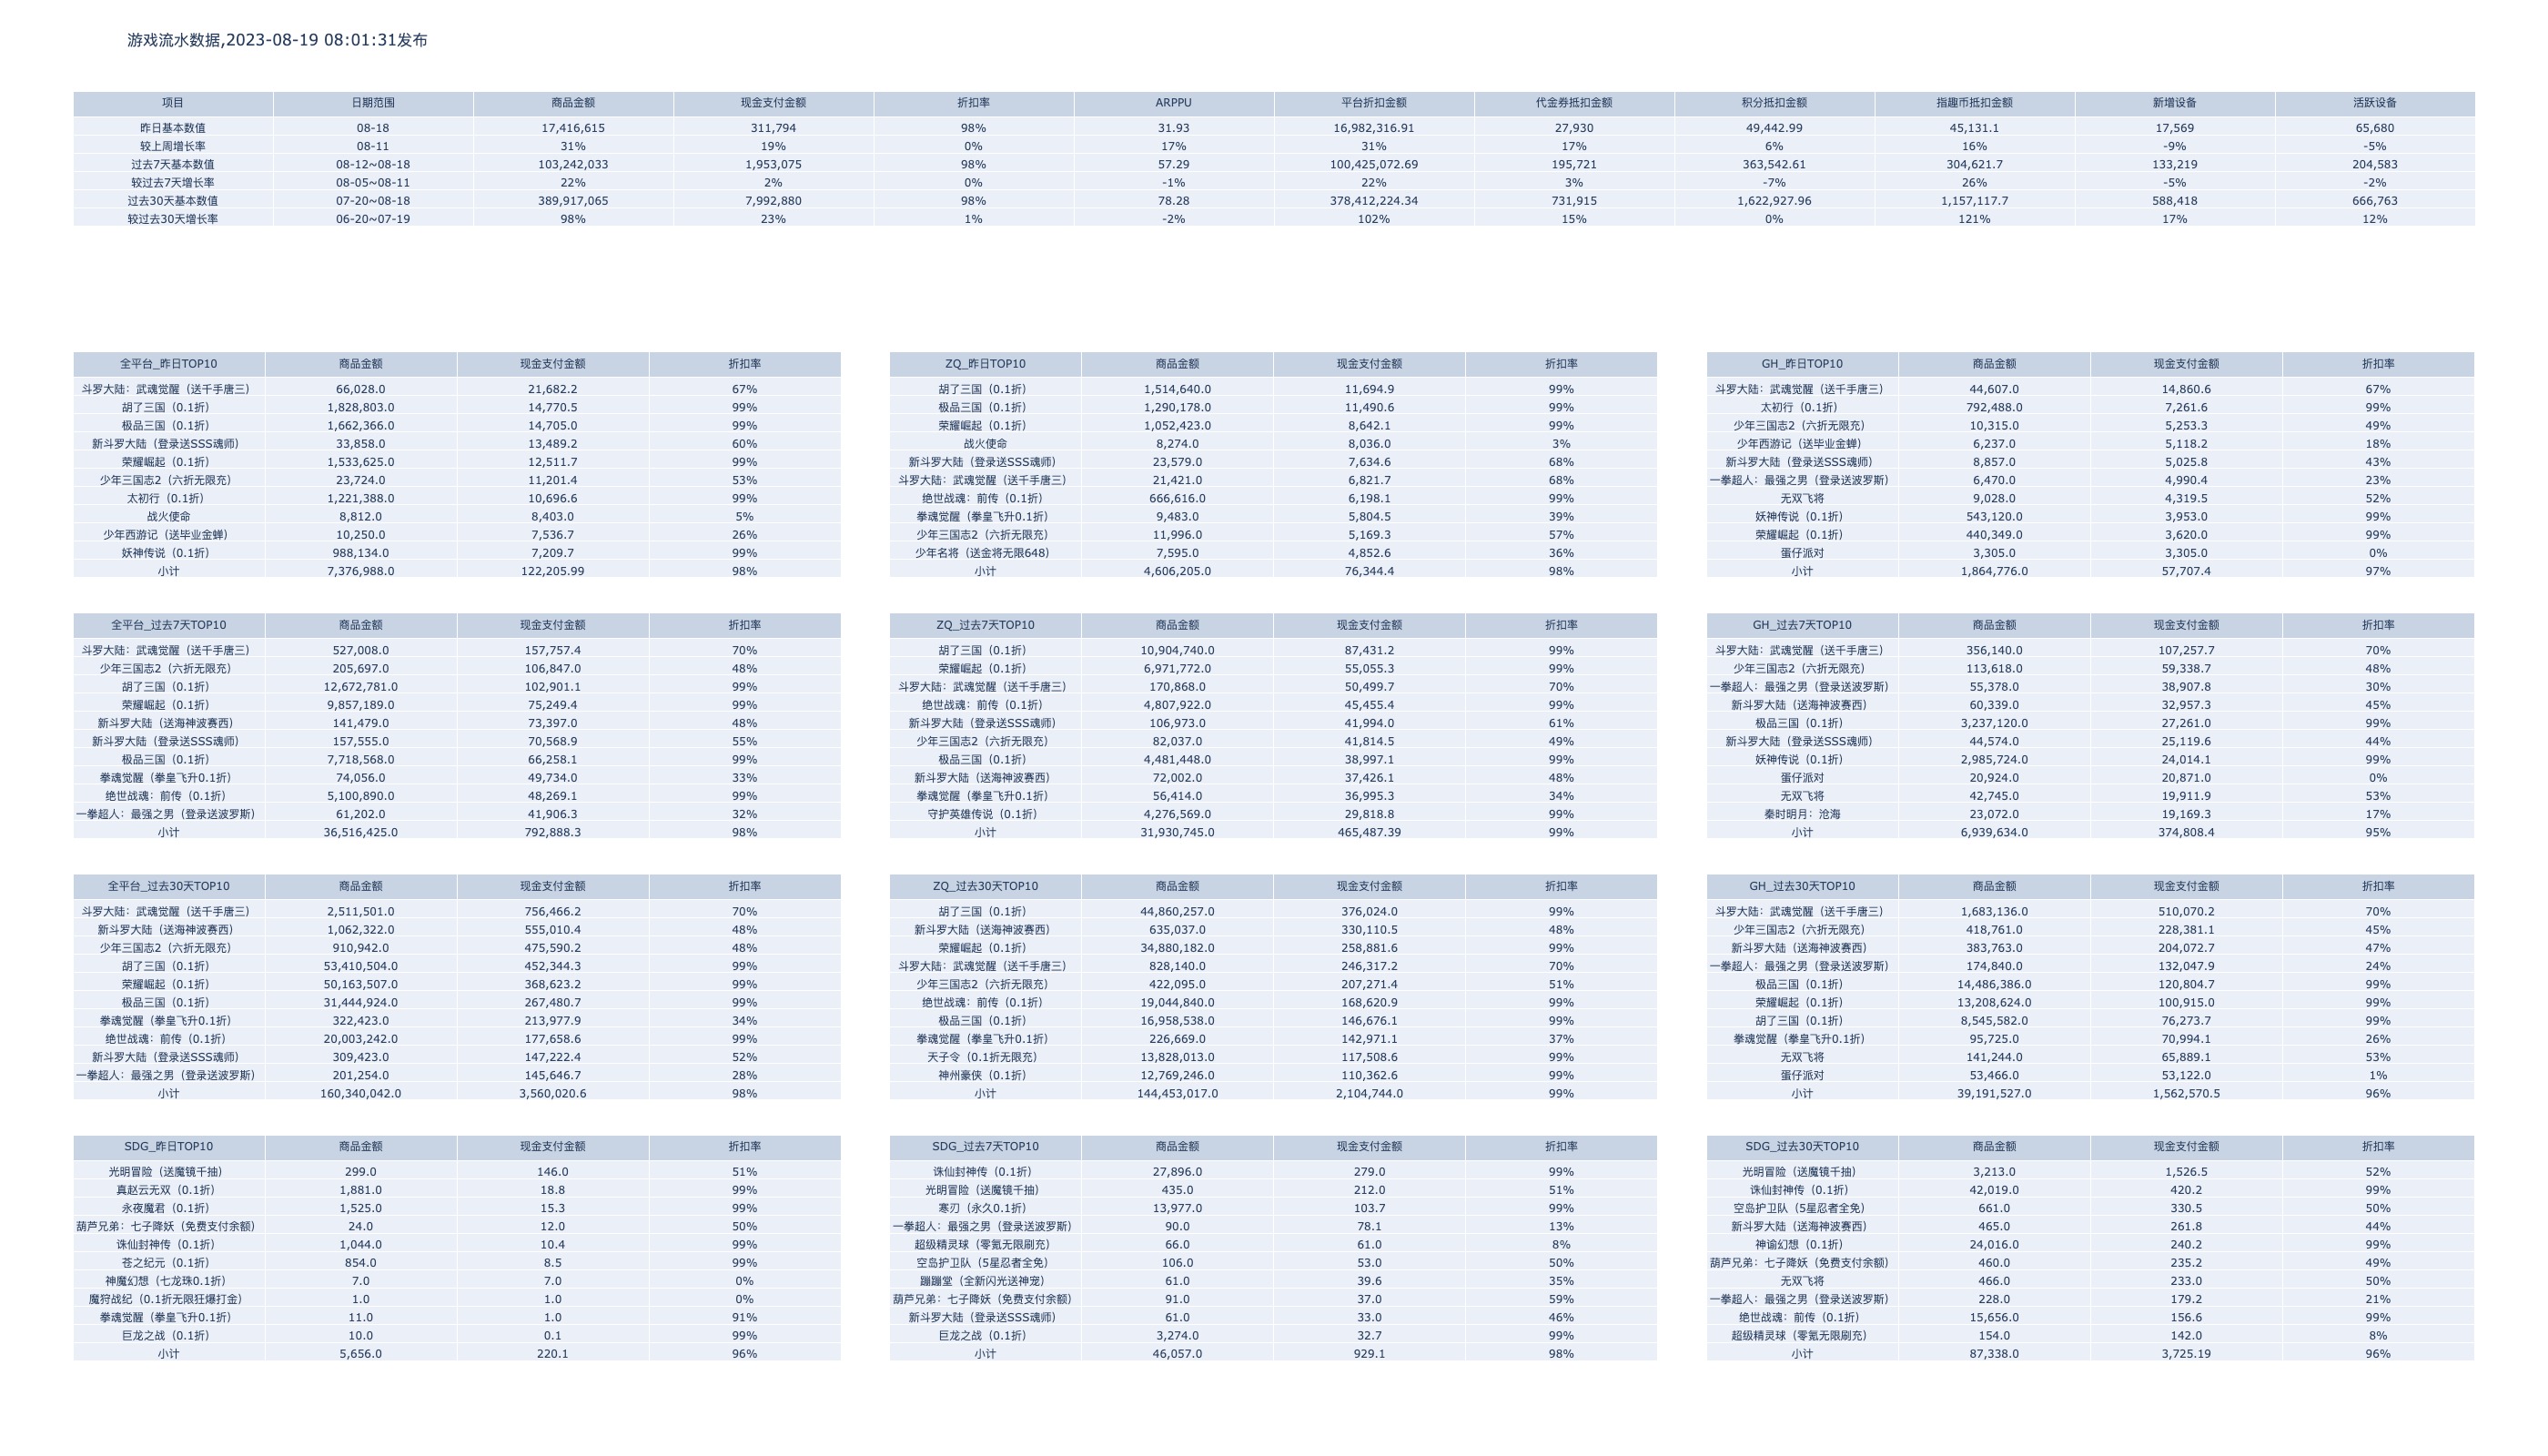 游戏流水数据,2023-08-19 08:01:31发布
项目 日期范围 商品金额 现金支付金额 折扣率 ARPPU 平台折扣金额 代金券抵扣金额 积分抵扣金额 指趣币抵扣金额 新增设备 活跃设备
昨日基本数值 08-18 17,416,615 311,794 98% 31.93 16,982,316.91 27,930 49,442.99 45,131.1 17,569 65,680
较上周增长率 08-11 31% 19% 0% 17% 31% 17% 6% 16% -9% -5%
过去7天基本数值 08-12~08-18 103,242,033 1,953,075 98% 57.29 100,425,072.69 195,721 363,542.61 304,621.7 133,219 204,583
较过去7天增长率 08-05~08-11 22% 2% 0% -1% 22% 3% -7% 26% -5% -2%
过去30天基本数值 07-20~08-18 389,917,065 7,992,880 98% 78.28 378,412,224.34 731,915 1,622,927.96 1,157,117.7 588,418 666,763
较过去30天增长率 06-20~07-19 98% 23% 1% -2% 102% 15% 0% 121% 17% 12%
全平台_昨日TOP10 商品金额 现金支付金额 折扣率
斗罗大陆：武魂觉醒（送千手唐三） 66,028.0 21,682.2 67%
胡了三国（0.1折） 1,828,803.0 14,770.5 99%
极品三国（0.1折） 1,662,366.0 14,705.0 99%
新斗罗大陆（登录送SSS魂师） 33,858.0 13,489.2 60%
荣耀崛起（0.1折） 1,533,625.0 12,511.7 99%
少年三国志2（六折无限充） 23,724.0 11,201.4 53%
太初行（0.1折） 1,221,388.0 10,696.6 99%
战火使命 8,812.0 8,403.0 5%
少年西游记（送毕业金蝉） 10,250.0 7,536.7 26%
妖神传说（0.1折） 988,134.0 7,209.7 99%
小计 7,376,988.0 122,205.99 98%
ZQ_昨日TOP10 商品金额 现金支付金额 折扣率
胡了三国（0.1折） 1,514,640.0 11,694.9 99%
极品三国（0.1折） 1,290,178.0 11,490.6 99%
荣耀崛起（0.1折） 1,052,423.0 8,642.1 99%
战火使命 8,274.0 8,036.0 3%
新斗罗大陆（登录送SSS魂师） 23,579.0 7,634.6 68%
斗罗大陆：武魂觉醒（送千手唐三） 21,421.0 6,821.7 68%
绝世战魂：前传（0.1折） 666,616.0 6,198.1 99%
拳魂觉醒（拳皇飞升0.1折） 9,483.0 5,804.5 39%
少年三国志2（六折无限充） 11,996.0 5,169.3 57%
少年名将（送金将无限648） 7,595.0 4,852.6 36%
小计 4,606,205.0 76,344.4 98%
GH_昨日TOP10 商品金额 现金支付金额 折扣率
斗罗大陆：武魂觉醒（送千手唐三） 44,607.0 14,860.6 67%
太初行（0.1折） 792,488.0 7,261.6 99%
少年三国志2（六折无限充） 10,315.0 5,253.3 49%
少年西游记（送毕业金蝉） 6,237.0 5,118.2 18%
新斗罗大陆（登录送SSS魂师） 8,857.0 5,025.8 43%
一拳超人：最强之男（登录送波罗斯） 6,470.0 4,990.4 23%
无双飞将 9,028.0 4,319.5 52%
妖神传说（0.1折） 543,120.0 3,953.0 99%
荣耀崛起（0.1折） 440,349.0 3,620.0 99%
蛋仔派对 3,305.0 3,305.0 0%
小计 1,864,776.0 57,707.4 97%
全平台_过去7天TOP10 商品金额 现金支付金额 折扣率
斗罗大陆：武魂觉醒（送千手唐三） 527,008.0 157,757.4 70%
少年三国志2（六折无限充） 205,697.0 106,847.0 48%
胡了三国（0.1折） 12,672,781.0 102,901.1 99%
荣耀崛起（0.1折） 9,857,189.0 75,249.4 99%
新斗罗大陆（送海神波赛西） 141,479.0 73,397.0 48%
新斗罗大陆（登录送SSS魂师） 157,555.0 70,568.9 55%
极品三国（0.1折） 7,718,568.0 66,258.1 99%
拳魂觉醒（拳皇飞升0.1折） 74,056.0 49,734.0 33%
绝世战魂：前传（0.1折） 5,100,890.0 48,269.1 99%
一拳超人：最强之男（登录送波罗斯） 61,202.0 41,906.3 32%
小计 36,516,425.0 792,888.3 98%
ZQ_过去7天TOP10 商品金额 现金支付金额 折扣率
胡了三国（0.1折） 10,904,740.0 87,431.2 99%
荣耀崛起（0.1折） 6,971,772.0 55,055.3 99%
斗罗大陆：武魂觉醒（送千手唐三） 170,868.0 50,499.7 70%
绝世战魂：前传（0.1折） 4,807,922.0 45,455.4 99%
新斗罗大陆（登录送SSS魂师） 106,973.0 41,994.0 61%
少年三国志2（六折无限充） 82,037.0 41,814.5 49%
极品三国（0.1折） 4,481,448.0 38,997.1 99%
新斗罗大陆（送海神波赛西） 72,002.0 37,426.1 48%
拳魂觉醒（拳皇飞升0.1折） 56,414.0 36,995.3 34%
守护英雄传说（0.1折） 4,276,569.0 29,818.8 99%
小计 31,930,745.0 465,487.39 99%
GH_过去7天TOP10 商品金额 现金支付金额 折扣率
斗罗大陆：武魂觉醒（送千手唐三） 356,140.0 107,257.7 70%
少年三国志2（六折无限充） 113,618.0 59,338.7 48%
一拳超人：最强之男（登录送波罗斯） 55,378.0 38,907.8 30%
新斗罗大陆（送海神波赛西） 60,339.0 32,957.3 45%
极品三国（0.1折） 3,237,120.0 27,261.0 99%
新斗罗大陆（登录送SSS魂师） 44,574.0 25,119.6 44%
妖神传说（0.1折） 2,985,724.0 24,014.1 99%
蛋仔派对 20,924.0 20,871.0 0%
无双飞将 42,745.0 19,911.9 53%
秦时明月：沧海 23,072.0 19,169.3 17%
小计 6,939,634.0 374,808.4 95%
全平台_过去30天TOP10 商品金额 现金支付金额 折扣率
斗罗大陆：武魂觉醒（送千手唐三） 2,511,501.0 756,466.2 70%
新斗罗大陆（送海神波赛西） 1,062,322.0 555,010.4 48%
少年三国志2（六折无限充） 910,942.0 475,590.2 48%
胡了三国（0.1折） 53,410,504.0 452,344.3 99%
荣耀崛起（0.1折） 50,163,507.0 368,623.2 99%
极品三国（0.1折） 31,444,924.0 267,480.7 99%
拳魂觉醒（拳皇飞升0.1折） 322,423.0 213,977.9 34%
绝世战魂：前传（0.1折） 20,003,242.0 177,658.6 99%
新斗罗大陆（登录送SSS魂师） 309,423.0 147,222.4 52%
一拳超人：最强之男（登录送波罗斯） 201,254.0 145,646.7 28%
小计 160,340,042.0 3,560,020.6 98%
ZQ_过去30天TOP10 商品金额 现金支付金额 折扣率
胡了三国（0.1折） 44,860,257.0 376,024.0 99%
新斗罗大陆（送海神波赛西） 635,037.0 330,110.5 48%
荣耀崛起（0.1折） 34,880,182.0 258,881.6 99%
斗罗大陆：武魂觉醒（送千手唐三） 828,140.0 246,317.2 70%
少年三国志2（六折无限充） 422,095.0 207,271.4 51%
绝世战魂：前传（0.1折） 19,044,840.0 168,620.9 99%
极品三国（0.1折） 16,958,538.0 146,676.1 99%
拳魂觉醒（拳皇飞升0.1折） 226,669.0 142,971.1 37%
天子令（0.1折无限充） 13,828,013.0 117,508.6 99%
神州豪侠（0.1折） 12,769,246.0 110,362.6 99%
小计 144,453,017.0 2,104,744.0 99%
GH_过去30天TOP10 商品金额 现金支付金额 折扣率
斗罗大陆：武魂觉醒（送千手唐三） 1,683,136.0 510,070.2 70%
少年三国志2（六折无限充） 418,761.0 228,381.1 45%
新斗罗大陆（送海神波赛西） 383,763.0 204,072.7 47%
一拳超人：最强之男（登录送波罗斯） 174,840.0 132,047.9 24%
极品三国（0.1折） 14,486,386.0 120,804.7 99%
荣耀崛起（0.1折） 13,208,624.0 100,915.0 99%
胡了三国（0.1折） 8,545,582.0 76,273.7 99%
拳魂觉醒（拳皇飞升0.1折） 95,725.0 70,994.1 26%
无双飞将 141,244.0 65,889.1 53%
蛋仔派对 53,466.0 53,122.0 1%
小计 39,191,527.0 1,562,570.5 96%
SDG_昨日TOP10 商品金额 现金支付金额 折扣率
光明冒险（送魔镜千抽） 299.0 146.0 51%
真赵云无双（0.1折） 1,881.0 18.8 99%
永夜魔君（0.1折） 1,525.0 15.3 99%
葫芦兄弟：七子降妖（免费支付余额） 24.0 12.0 50%
诛仙封神传（0.1折） 1,044.0 10.4 99%
苍之纪元（0.1折） 854.0 8.5 99%
神魔幻想（七龙珠0.1折） 7.0 7.0 0%
魔狩战纪（0.1折无限狂爆打金） 1.0 1.0 0%
拳魂觉醒（拳皇飞升0.1折） 11.0 1.0 91%
巨龙之战（0.1折） 10.0 0.1 99%
小计 5,656.0 220.1 96%
SDG_过去7天TOP10 商品金额 现金支付金额 折扣率
诛仙封神传（0.1折） 27,896.0 279.0 99%
光明冒险（送魔镜千抽） 435.0 212.0 51%
寒刃（永久0.1折） 13,977.0 103.7 99%
一拳超人：最强之男（登录送波罗斯） 90.0 78.1 13%
超级精灵球（零氪无限刷充） 66.0 61.0 8%
空岛护卫队（5星忍者全免） 106.0 53.0 50%
蹦蹦堂（全新闪光送神宠） 61.0 39.6 35%
葫芦兄弟：七子降妖（免费支付余额） 91.0 37.0 59%
新斗罗大陆（登录送SSS魂师） 61.0 33.0 46%
巨龙之战（0.1折） 3,274.0 32.7 99%
小计 46,057.0 929.1 98%
SDG_过去30天TOP10 商品金额 现金支付金额 折扣率
光明冒险（送魔镜千抽） 3,213.0 1,526.5 52%
诛仙封神传（0.1折） 42,019.0 420.2 99%
空岛护卫队（5星忍者全免） 661.0 330.5 50%
新斗罗大陆（送海神波赛西） 465.0 261.8 44%
神谕幻想（0.1折） 24,016.0 240.2 99%
葫芦兄弟：七子降妖（免费支付余额） 460.0 235.2 49%
无双飞将 466.0 233.0 50%
一拳超人：最强之男（登录送波罗斯） 228.0 179.2 21%
绝世战魂：前传（0.1折） 15,656.0 156.6 99%
超级精灵球（零氪无限刷充） 154.0 142.0 8%
小计 87,338.0 3,725.19 96%